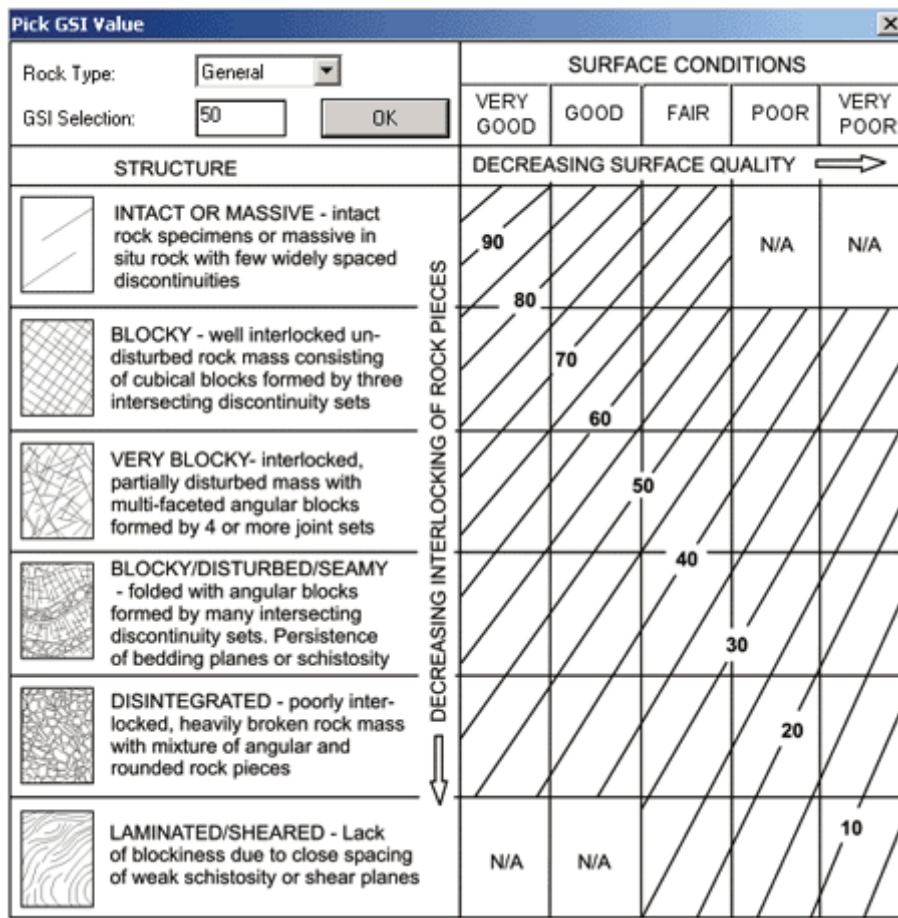 Pick GSI Value
Rock Type:
General
GSI Selection:
50
OK
SURFACE CONDITIONS
VERY
GOOD
GOOD
FAIR
POOR
VERY
POOR
STRUCTURE
DECREASING SURFACE QUALITY
DECREASING INTERLOCKING OF ROCK PIECES
INTACT OR MASSIVE - intact
rock specimens or massive in
situ rock with few widely spaced
discontinuities
90
80
N/A
N/A
BLOCKY - well interlocked un-
disturbed rock mass consisting
of cubical blocks formed by three
intersecting discontinuity sets
70
60
VERY BLOCKY- interlocked,
partially disturbed mass with
multi-faceted angular blocks
formed by 4 or more joint sets
50
BLOCKY/DISTURBED/SEAMY
- folded with angular blocks
formed by many intersecting
discontinuity sets. Persistence
of bedding planes or schistosity
40
30
DISINTEGRATED - poorly inter-
locked, heavily broken rock mass
with mixture of angular and
rounded rock pieces
20
LAMINATED/SHEARED - Lack
of blockiness due to close spacing
of weak schistosity or shear planes
N/A
N/A
10